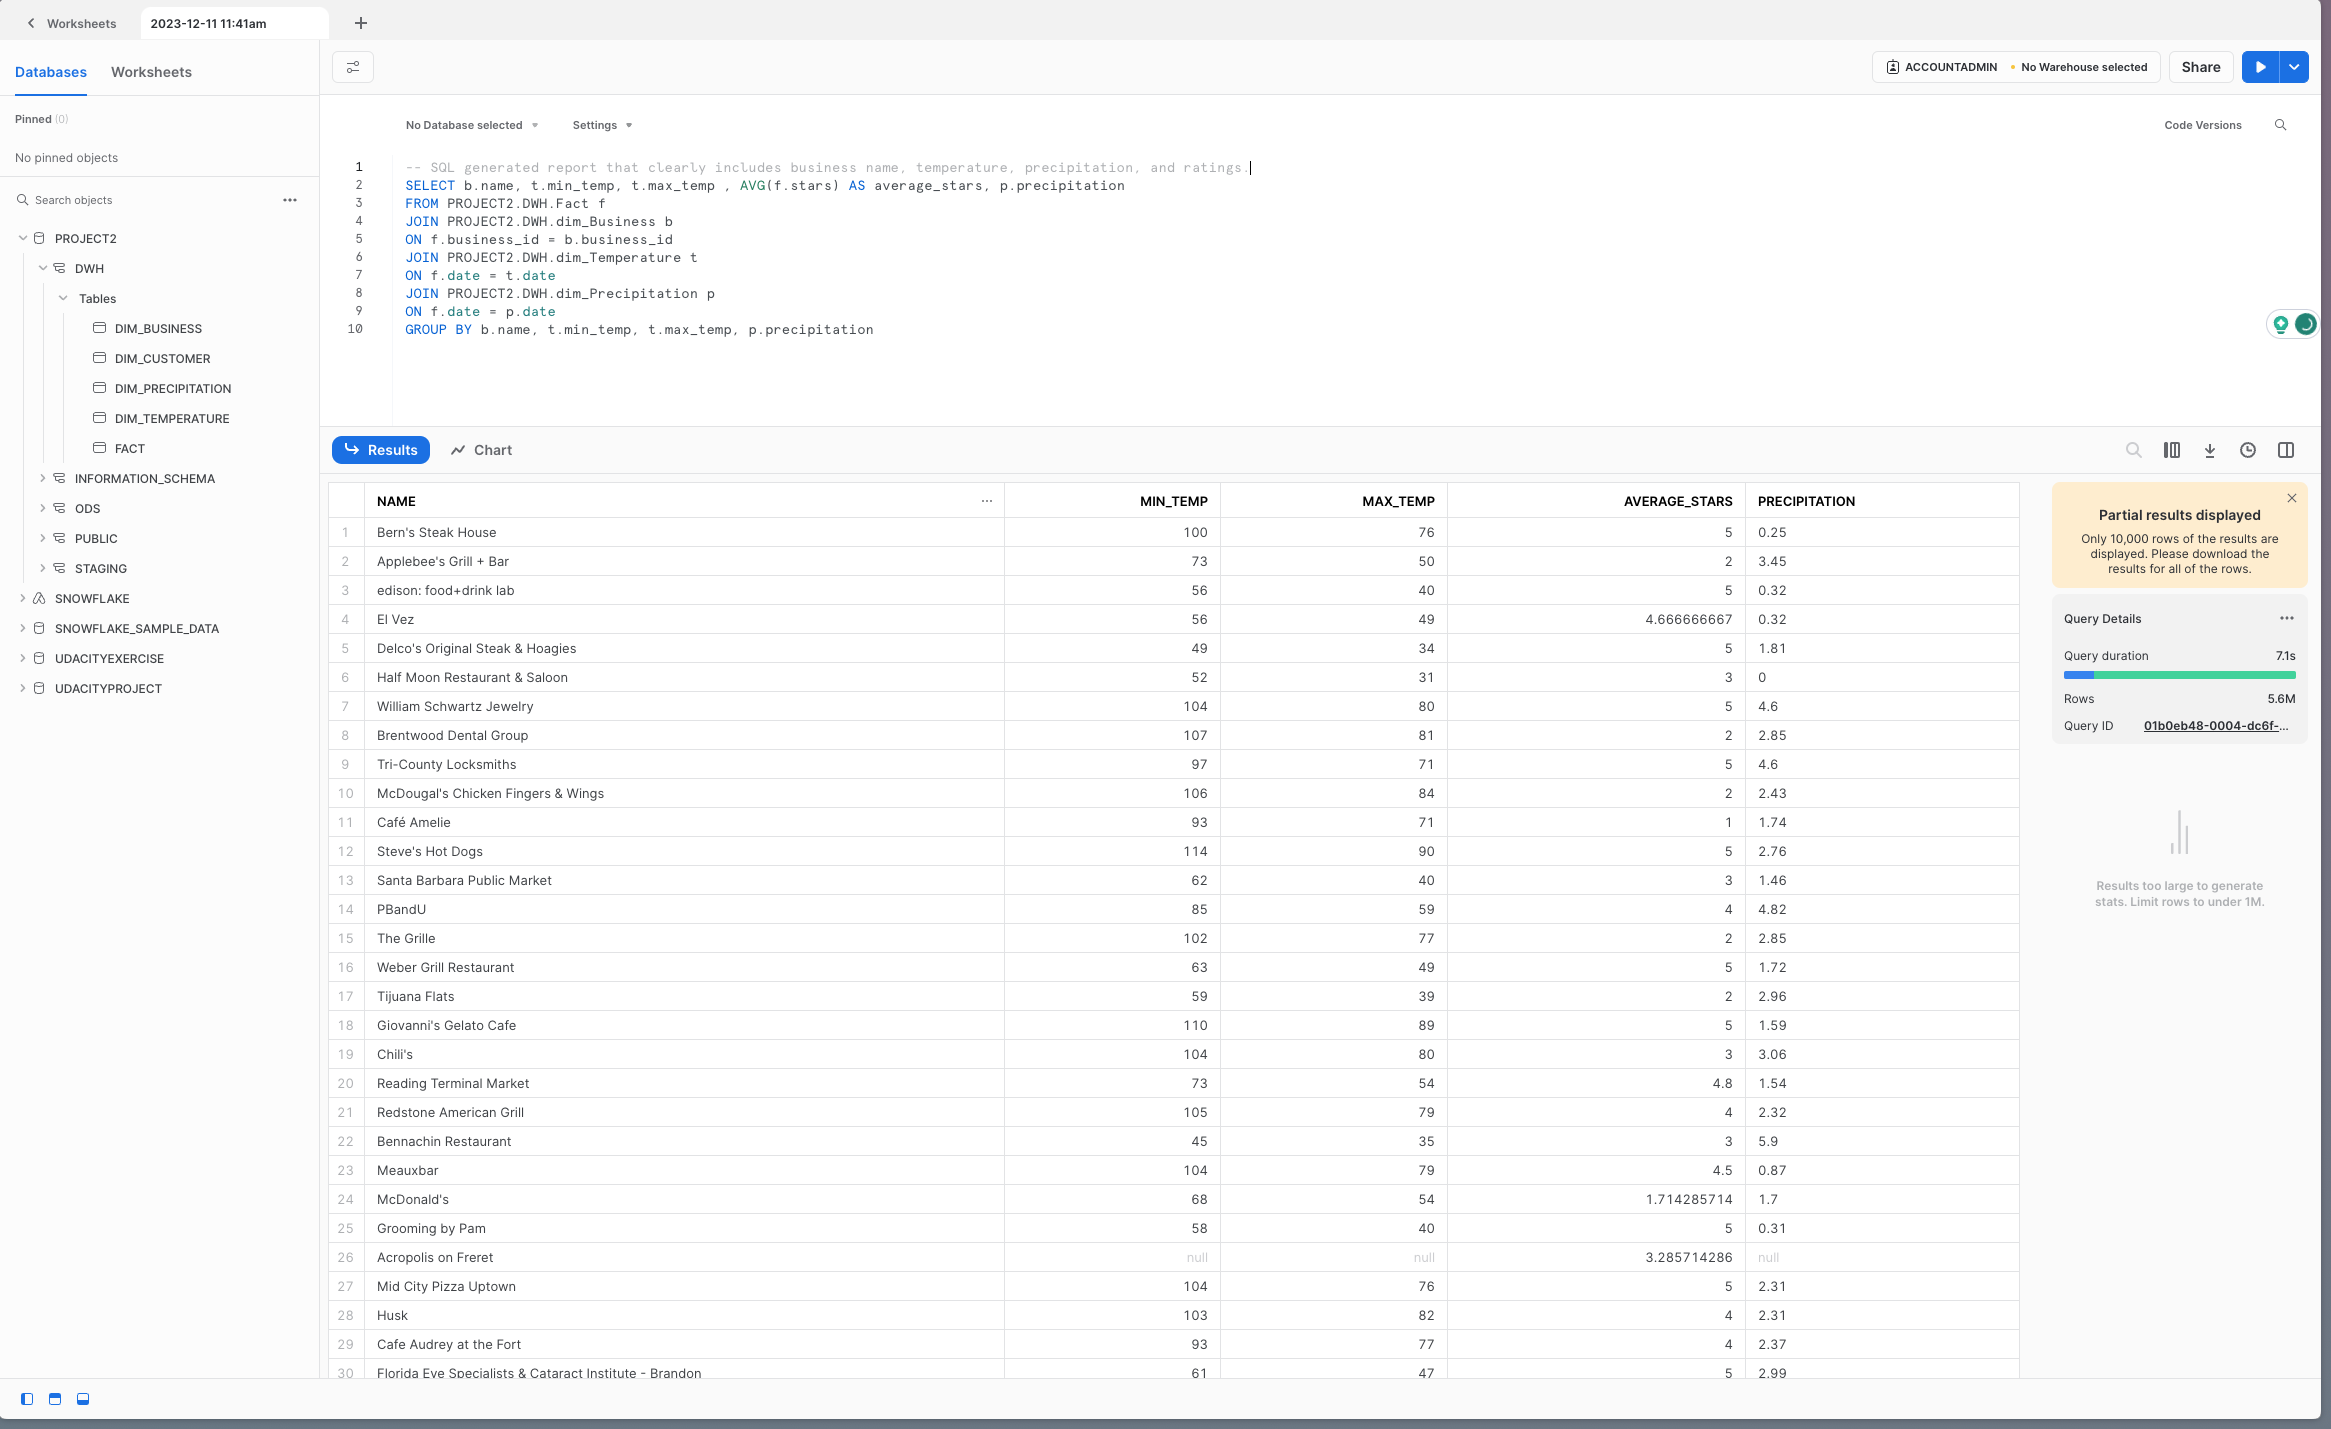 Worksheets
2023-12-11 11:41am
Databases Worksheets
ACCOUNTADMIN No Warehouse selected Share
Pinned (0)
No pinned objects
Search objects
PROJECT2
DWH
Tables
DIM_BUSINESS
DIM_CUSTOMER
DIM_PRECIPITATION
DIM_TEMPERATURE
FACT
INFORMATION_SCHEMA
ODS
PUBLIC
STAGING
SNOWFLAKE
SNOWFLAKE_SAMPLE_DATA
UDACITYEXERCISE
UDACITYPROJECT
No Database selected Settings Code Versions
1 -- SQL generated report that clearly includes business name, temperature, precipitation, and ratings.
2 SELECT b.name, t.min_temp, t.max_temp , AVG(f.stars) AS average_stars, p.precipitation
3 FROM PROJECT2.DWH.Fact f
4 JOIN PROJECT2.DWH.dim_Business b
5 ON f.business_id = b.business_id
6 JOIN PROJECT2.DWH.dim_Temperature t
7 ON f.date = t.date
8 JOIN PROJECT2.DWH.dim_Precipitation p
9 ON f.date = p.date
10 GROUP BY b.name, t.min_temp, t.max_temp, p.precipitation
Results Chart
NAME ... MIN_TEMP MAX_TEMP AVERAGE_STARS PRECIPITATION
1 Bern's Steak House 100 76 5 0.25
2 Applebee's Grill + Bar 73 50 2 3.45
3 edison: food+drink lab 56 40 5 0.32
4 El Vez 56 49 4.666666667 0.32
5 Delco's Original Steak & Hoagies 49 34 5 1.81
6 Half Moon Restaurant & Saloon 52 31 3 0
7 William Schwartz Jewelry 104 80 5 4.6
8 Brentwood Dental Group 107 81 2 2.85
9 Tri-County Locksmiths 97 71 5 4.6
10 McDougal's Chicken Fingers & Wings 106 84 2 2.43
11 Café Amelie 93 71 1 1.74
12 Steve's Hot Dogs 114 90 5 2.76
13 Santa Barbara Public Market 62 40 3 1.46
14 PBandU 85 59 4 4.82
15 The Grille 102 77 2 2.85
16 Weber Grill Restaurant 63 49 5 1.72
17 Tijuana Flats 59 39 2 2.96
18 Giovanni's Gelato Cafe 110 89 5 1.59
19 Chili's 104 80 3 3.06
20 Reading Terminal Market 73 54 4.8 1.54
21 Redstone American Grill 105 79 4 2.32
22 Bennachin Restaurant 45 35 3 5.9
23 Meauxbar 104 79 4.5 0.87
24 McDonald's 68 54 1.714285714 1.7
25 Grooming by Pam 58 40 5 0.31
26 Acropolis on Freret null null 3.285714286 null
27 Mid City Pizza Uptown 104 76 5 2.31
28 Husk 103 82 4 2.31
29 Cafe Audrey at the Fort 93 77 4 2.37
30 Florida Eye Specialists & Cataract Institute - Brandon 61 47 5 2.99
Partial results displayed
Only 10,000 rows of the results are
displayed. Please download the
results for all of the rows.
Query Details
Query duration 7.1s
Rows 5.6M
Query ID 01b0eb48-0004-dc6f-...
Results too large to generate
stats. Limit rows to under 1M.